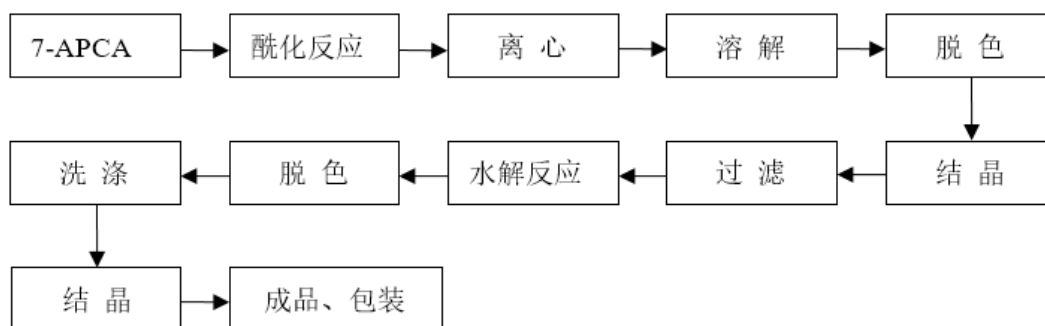 7-APCA
酰化反应
离 心
溶 解
脱 色
结 晶
过 滤
水解反应
脱 色
洗 涤
结 晶
成品、包装